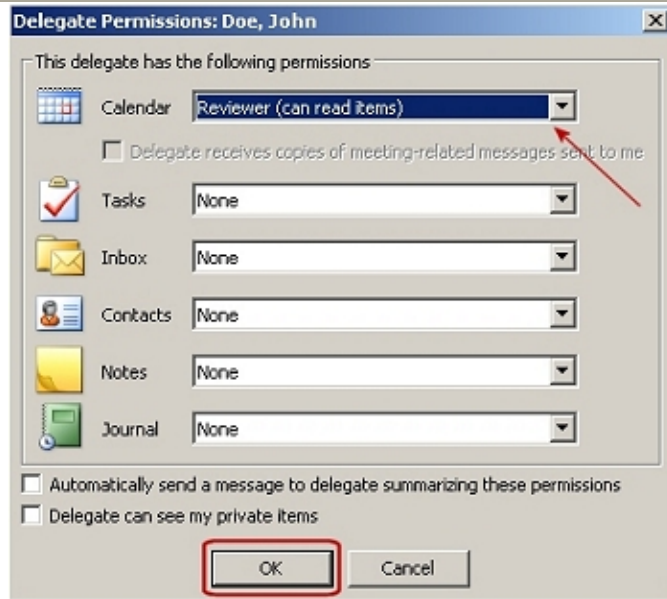 Delegate Permissions: Doe, John
This delegate has the following permissions
Calendar Reviewer (can read items)
Delegate receives copies of meeting-related messages sent to me
Tasks None
Inbox None
Contacts None
Notes None
Journal None
Automatically send a message to delegate summarizing these permissions
Delegate can see my private items
OK Cancel